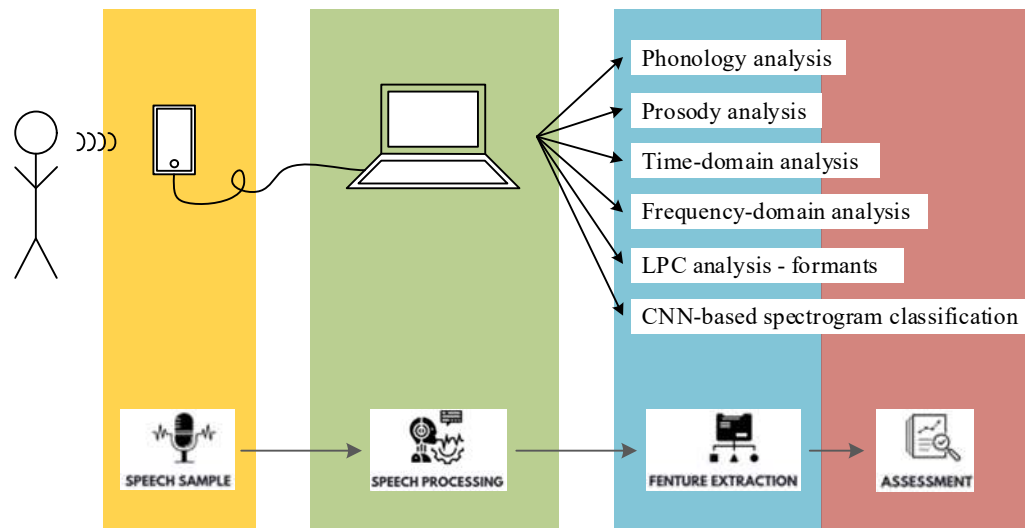 Phonology analysis
Prosody analysis
Time-domain analysis
Frequency-domain analysis
LPC analysis - formants
CNN-based spectrogram classification
SPEECH SAMPLE
SPEECH PROCESSING
FENTURE EXTRACTION
ASSESSMENT